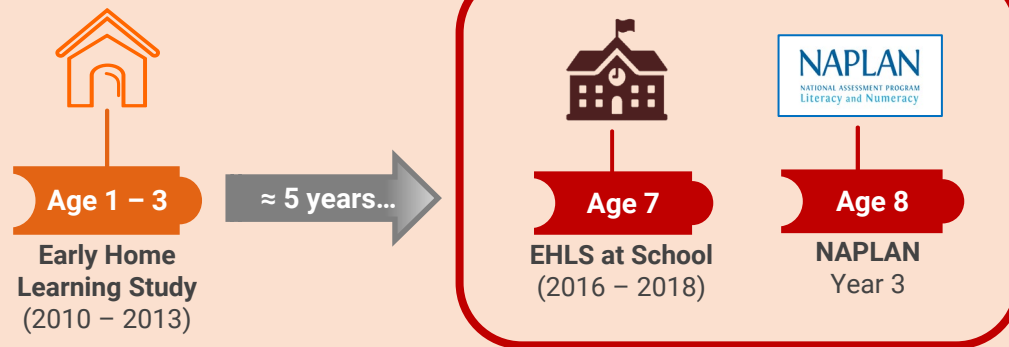 Age 1 – 3
Early Home
Learning Study
(2010 – 2013)
≈ 5 years…
Age 7
EHLS at School
(2016 – 2018)
NAPLAN
NATIONAL ASSESSMENT PROGRAM
Literacy and Numeracy
Age 8
NAPLAN
Year 3